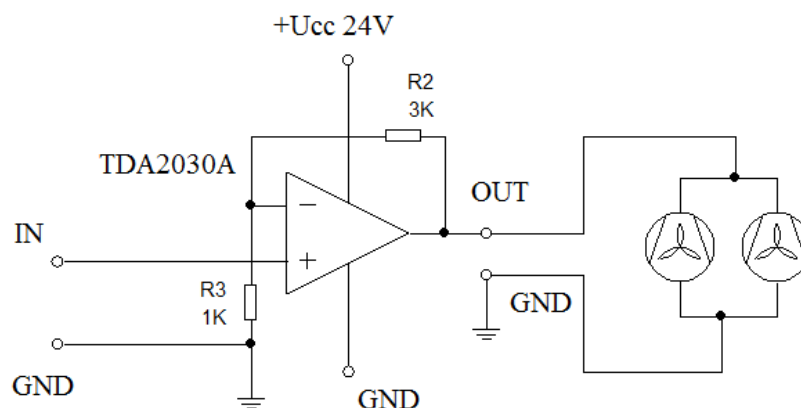 +Ucc 24V
R2
3K
TDA2030A
OUT
IN
R3
1K
GND
GND
GND